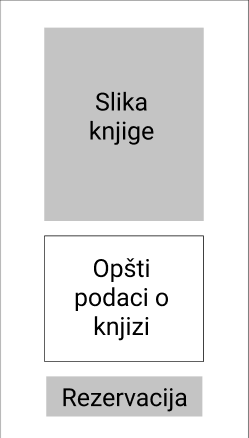 Slika
knjige
Opšti
podaci o
knjizi
Rezervacija